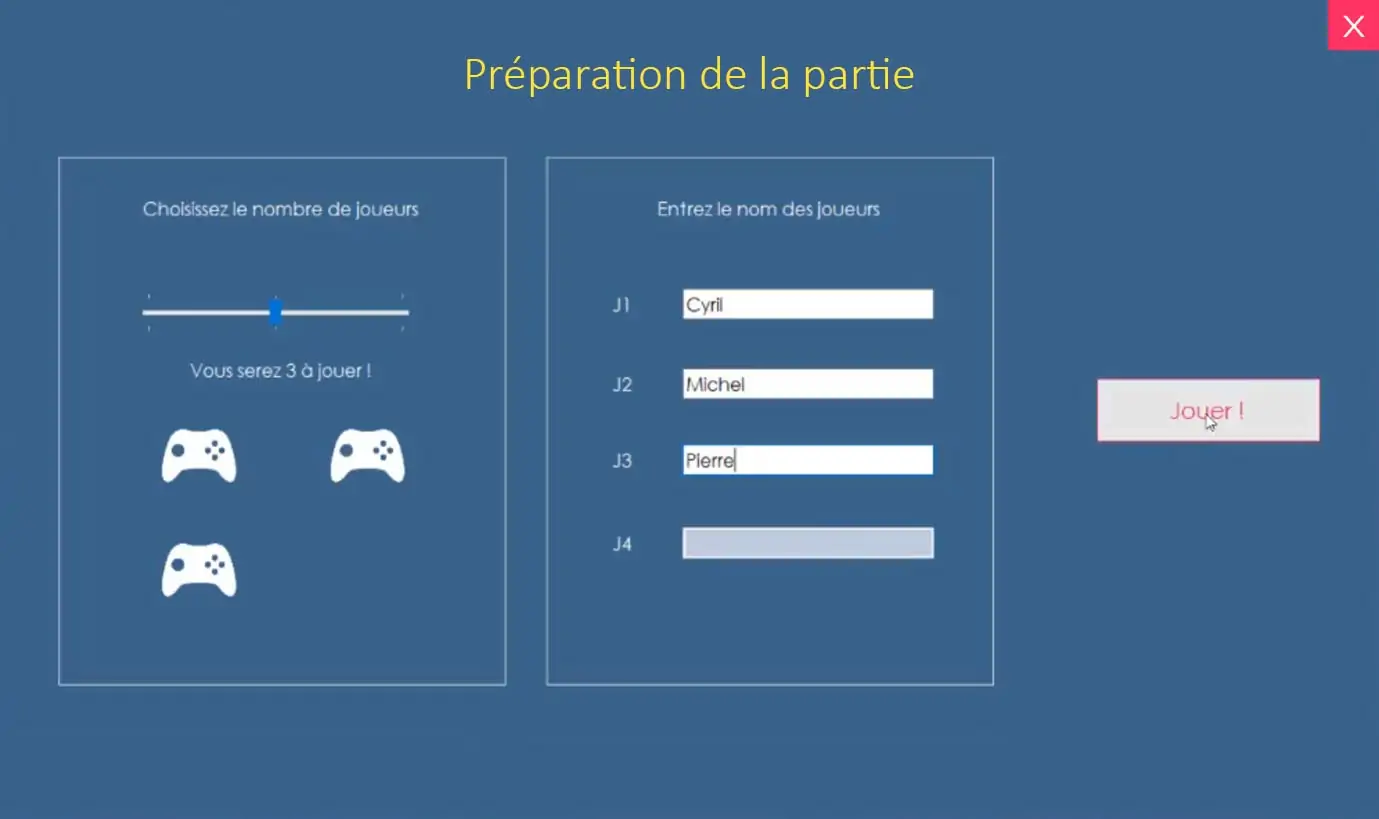 X
Préparation de la partie
Choisissez le nombre de joueurs
Vous serez 3 à jouer !
Entrez le nom des joueurs
J1 Cyril
J2 Michel
J3 Pierre
J4
Jouer !